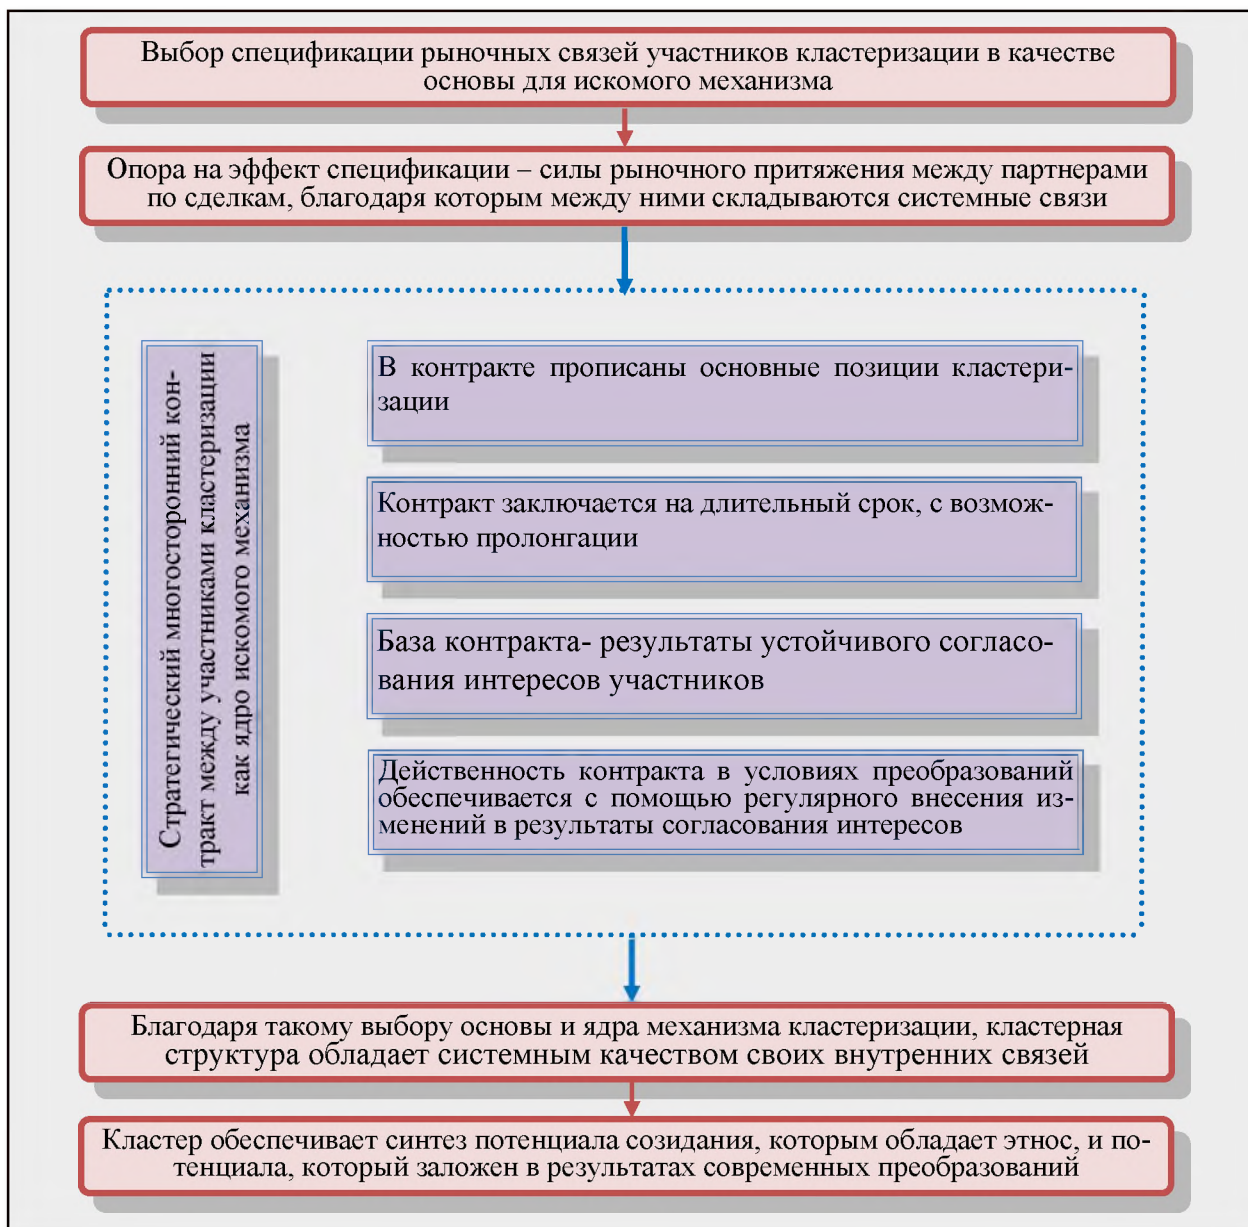 Выбор спецификации рыночных связей участников кластеризации в качестве
основы для искомого механизма
Опора на эффект спецификации – силы рыночного притяжения между партнерами
по сделкам, благодаря которым между ними складываются системные связи
Стратегический многосторонний кон-
тракт между участниками кластеризации
как ядро искомого механизма
В контракте прописаны основные позиции кластери-
зации
Контракт заключается на длительный срок, с возмож-
ностью пролонгации
База контракта- результаты устойчивого согласо-
вания интересов участников
Действенность контракта в условиях преобразований
обеспечивается с помощью регулярного внесения из-
менений в результаты согласования интересов
Благодаря такому выбору основы и ядра механизма кластеризации, кластерная
структура обладает системным качеством своих внутренних связей
Кластер обеспечивает синтез потенциала созидания, которым обладает этнос, и по-
тенциала, который заложен в результатах современных преобразований